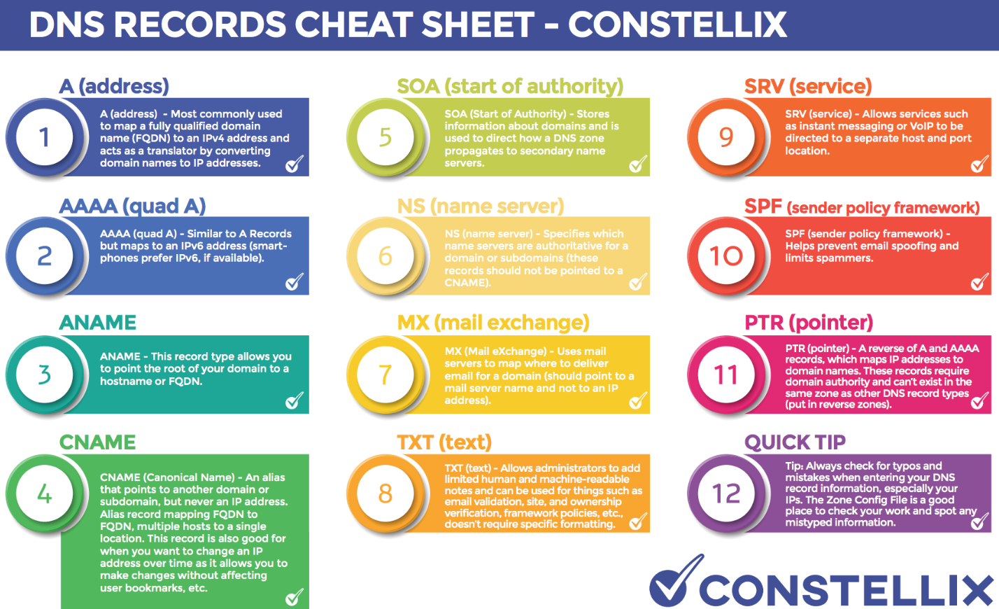 DNS RECORDS CHEAT SHEET - CONSTELLIX
A (address)
1
A (address) - Most commonly used
to map a fully qualified domain
name (FQDN) to an IPv4 address and
acts as a translator by converting
domain names to IP addresses.
AAAA (quad A)
2
AAAA (quad A) - Similar to A Records
but maps to an IPv6 address (smart-
phones prefer IPv6, if available).
ANAME
3
ANAME - This record type allows you
to point the root of your domain to a
hostname or FQDN.
CNAME
4
CNAME (Canonical Name) - An alias
that points to another domain or
subdomain, but never an IP address.
Alias record mapping FQDN to
FQDN, multiple hosts to a single
location. This record is also good for
when you want to change an IP
address over time as it allows you to
make changes without affecting
user bookmarks, etc.
SOA (start of authority)
5
SOA (Start of Authority) - Stores
information about domains and is
used to direct how a DNS zone
propagates to secondary name
servers.
NS (name server)
6
NS (name server) - Specifies which
name servers are authoritative for a
domain or subdomains (these
records should not be pointed to a
CNAME).
MX (mail exchange)
7
MX (Mail eXchange) - Uses mail
servers to map where to deliver
email for a domain (should point to a
mail server name and not to an IP
address).
TXT (text)
8
TXT (text) - Allows administrators to add
limited human and machine-readable
notes and can be used for things such as
email validation, site, and ownership
verification, framework policies, etc.,
doesn't require specific formatting.
SRV (service)
9
SRV (service) - Allows services such
as instant messaging or VoIP to be
directed to a separate host and port
location.
SPF (sender policy framework)
10
SPF (sender policy framework) -
Helps prevent email spoofing and
limits spammers.
PTR (pointer)
11
PTR (pointer) - A reverse of A and AAAA
records, which maps IP addresses to
domain names. These records require
domain authority and can't exist in the
same zone as other DNS record types
(put in reverse zones).
QUICK TIP
12
Tip: Always check for typos and
mistakes when entering your DNS
record information, especially your
IPs. The Zone Config File is a good
place to check your work and spot any
mistyped information.
CONSTELLIX